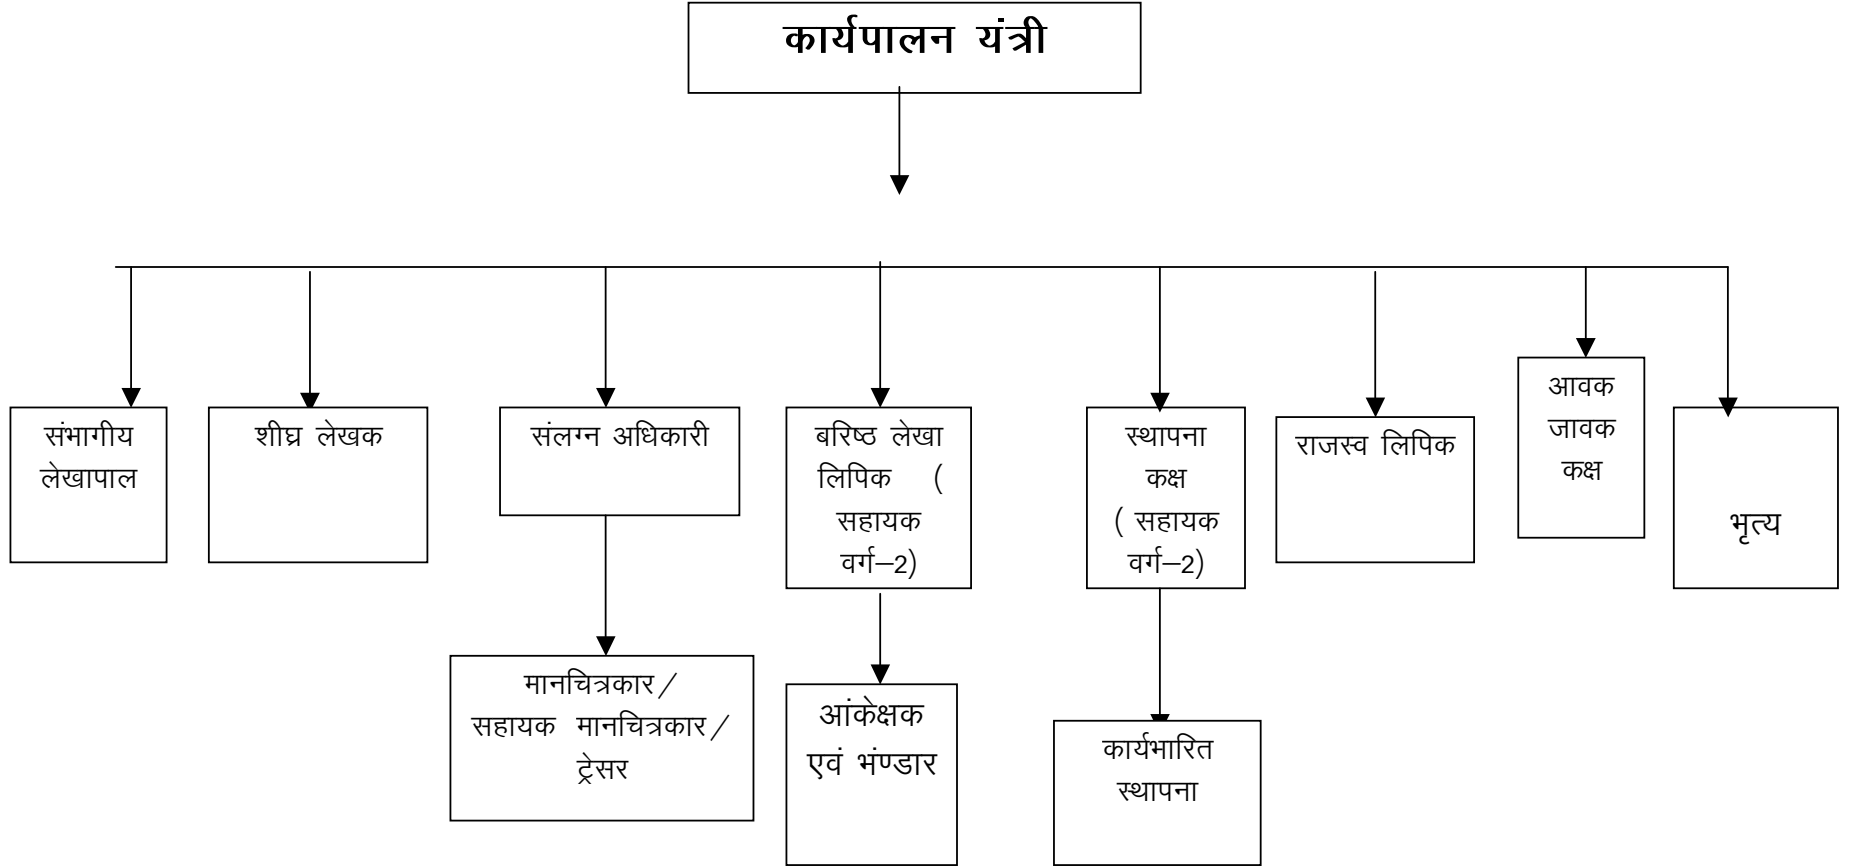 कार्यपालन यंत्री
संभागीय
लेखापाल
शीघ्र लेखक
संलग्न अधिकारी
बरिष्ठ लेखा
लिपिक (
सहायक
वर्ग–2)
स्थापना
कक्ष
( सहायक
वर्ग–2)
राजस्व लिपिक
आवक
जावक
कक्ष
भृत्य
मानचित्रकार/
सहायक मानचित्रकार/
ट्रेसर
आंकेक्षक
एवं भंण्डार
कार्यभारित
स्थापना